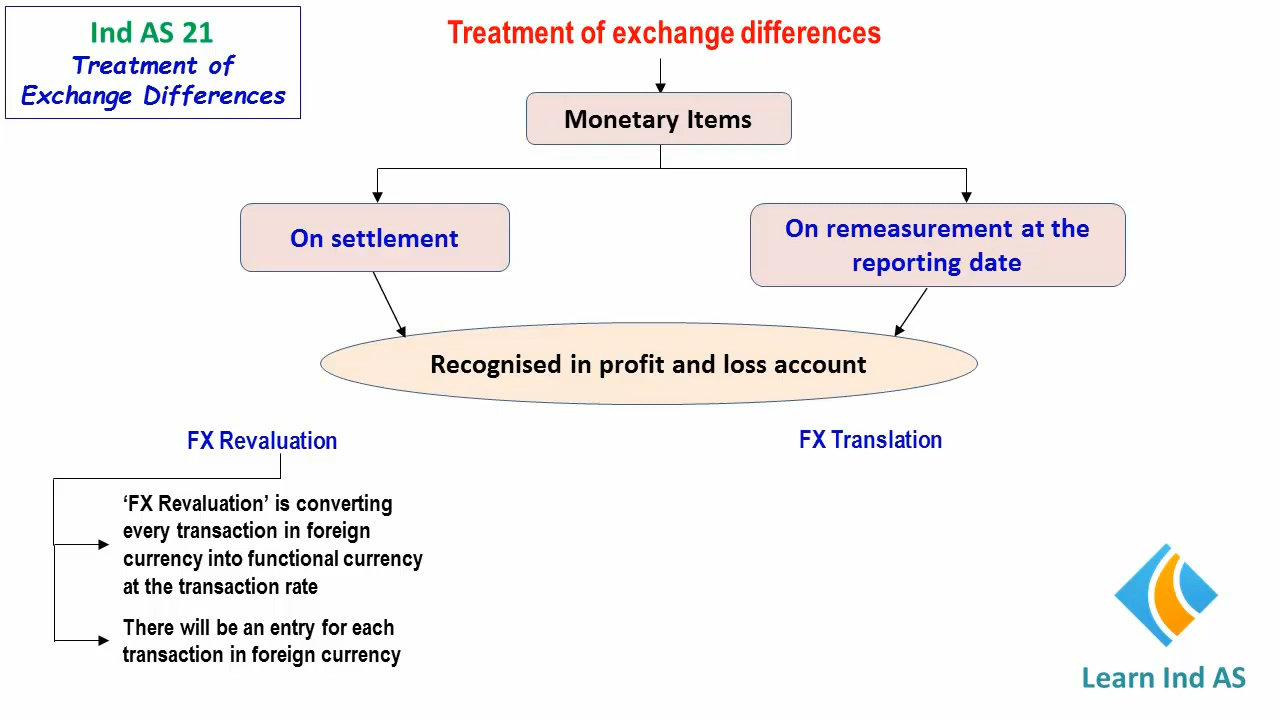 Ind AS 21
Treatment of
Exchange Differences
Treatment of exchange differences
Monetary Items
On settlement
On remeasurement at the
reporting date
Recognised in profit and loss account
FX Revaluation
‘FX Revaluation’ is converting
every transaction in foreign
currency into functional currency
at the transaction rate
There will be an entry for each
transaction in foreign currency
FX Translation
Learn Ind AS